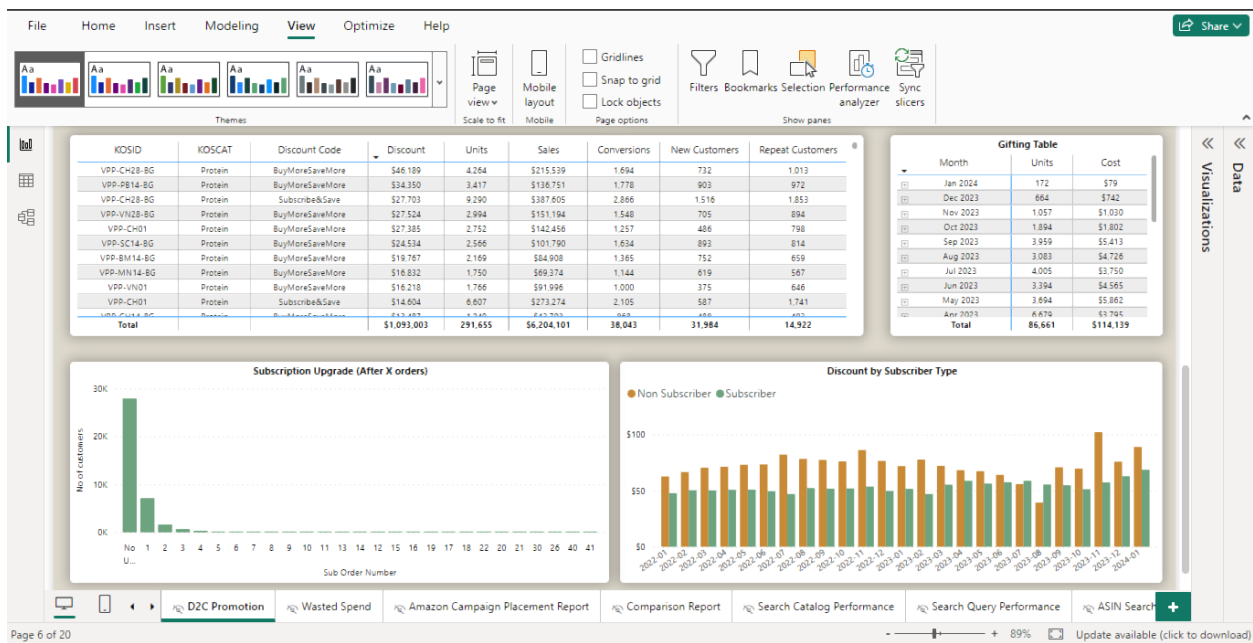 File Home Insert Modeling View Optimize Help Share
Aa Aa Aa Aa Aa Aa
Page view
Mobile layout
Gridlines
Snap to grid
Lock objects
Filters Bookmarks Selection Performance analyzer Sync slicers
Themes Scale to fit Mobile Page options Show panes
KOSID KOSCAT Discount Code Discount Units Sales Conversions New Customers Repeat Customers
VPP-CH28-BG Protein BuyMoreSaveMore $46,189 4,264 $215,539 1,694 732 1,013
VPP-PB14-BG Protein BuyMoreSaveMore $34,350 3,417 $136,751 1,778 903 972
VPP-CH28-BG Protein Subscribe&Save $27,703 9,290 $387,605 2,866 1,516 1,853
VPP-VN28-BG Protein BuyMoreSaveMore $27,524 2,994 $151,194 1,548 705 894
VPP-CH01 Protein BuyMoreSaveMore $27,385 2,752 $142,456 1,257 486 798
VPP-SC14-BG Protein BuyMoreSaveMore $24,534 2,566 $101,790 1,634 893 814
VPP-BM14-BG Protein BuyMoreSaveMore $19,767 2,169 $84,908 1,365 752 659
VPP-MN14-BG Protein BuyMoreSaveMore $16,832 1,750 $69,374 1,144 619 567
VPP-VN01 Protein BuyMoreSaveMore $16,218 1,766 $91,996 1,000 375 646
VPP-CH01 Protein Subscribe&Save $14,604 6,607 $273,274 2,105 587 1,741
Total $1,093,003 291,655 $6,204,101 38,043 31,984 14,922
Gifting Table
Month Units Cost
Jan 2024 172 $79
Dec 2023 664 $742
Nov 2023 1,057 $1,030
Oct 2023 1,894 $1,802
Sep 2023 3,959 $5,413
Aug 2023 3,083 $4,726
Jul 2023 4,005 $3,750
Jun 2023 3,394 $4,565
May 2023 3,694 $5,862
Apr 2023 6,679 $3,795
Total 86,661 $114,139
Visualizations
Data
Subscription Upgrade (After X orders)
No of customers
30K
20K
10K
0K
No U... 1 2 3 4 5 6 7 8 9 10 11 13 14 12 15 16 19 17 18 22 20 21 30 26 40 41
Sub Order Number
Discount by Subscriber Type
Non Subscriber Subscriber
$100
$50
$0
2022-01 2022-02 2022-03 2022-04 2022-05 2022-06 2022-07 2022-08 2022-09 2022-10 2022-11 2022-12 2023-01 2023-02 2023-03 2023-04 2023-05 2023-06 2023-07 2023-08 2023-09 2023-10 2023-11 2023-12 2024-01
D2C Promotion Wasted Spend Amazon Campaign Placement Report Comparison Report Search Catalog Performance Search Query Performance ASIN Search
Page 6 of 20 - + 89% Update available (click to download)